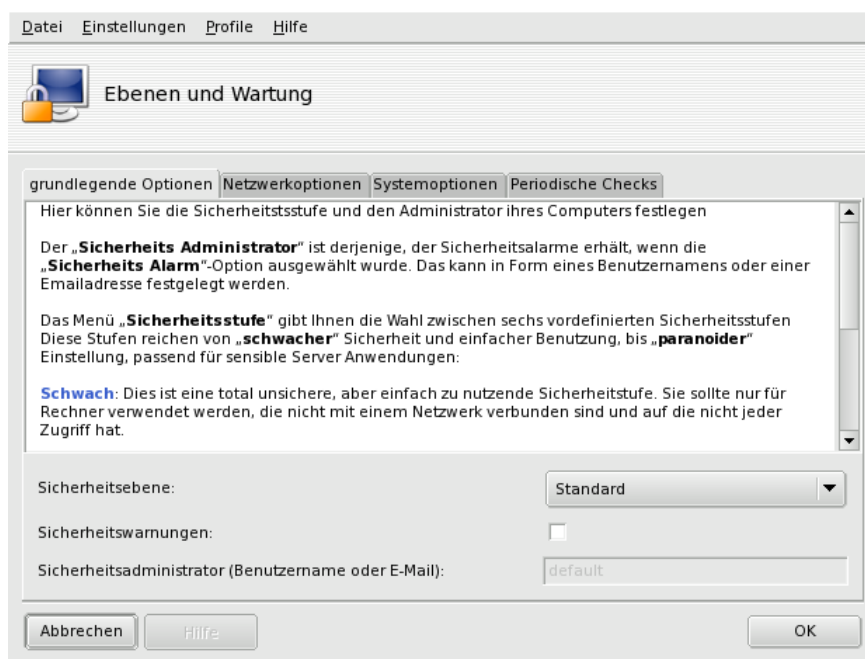 Datei Einstellungen Profile Hilfe
Ebenen und Wartung
grundlegende Optionen Netzwerkoptionen Systemoptionen Periodische Checks
Hier können Sie die Sicherheitstsstufe und den Administrator ihres Computers festlegen
Der „Sicherheits Administrator“ ist derjenige, der Sicherheitsalarme erhält, wenn die
„Sicherheits Alarm“-Option ausgewählt wurde. Das kann in Form eines Benutzernamens oder einer
Emailadresse festgelegt werden.
Das Menü „Sicherheitsstufe“ gibt Ihnen die Wahl zwischen sechs vordefinierten Sicherheitsstufen
Diese Stufen reichen von „schwacher“ Sicherheit und einfacher Benutzung, bis „paranoider“
Einstellung, passend für sensible Server Anwendungen:
Schwach: Dies ist eine total unsichere, aber einfach zu nutzende Sicherheitstufe. Sie sollte nur für
Rechner verwendet werden, die nicht mit einem Netzwerk verbunden sind und auf die nicht jeder
Zugriff hat.
Sicherheitsebene: Standard
Sicherheitswarnungen:
Sicherheitsadministrator (Benutzername oder E-Mail): default
Abbrechen Hilfe OK